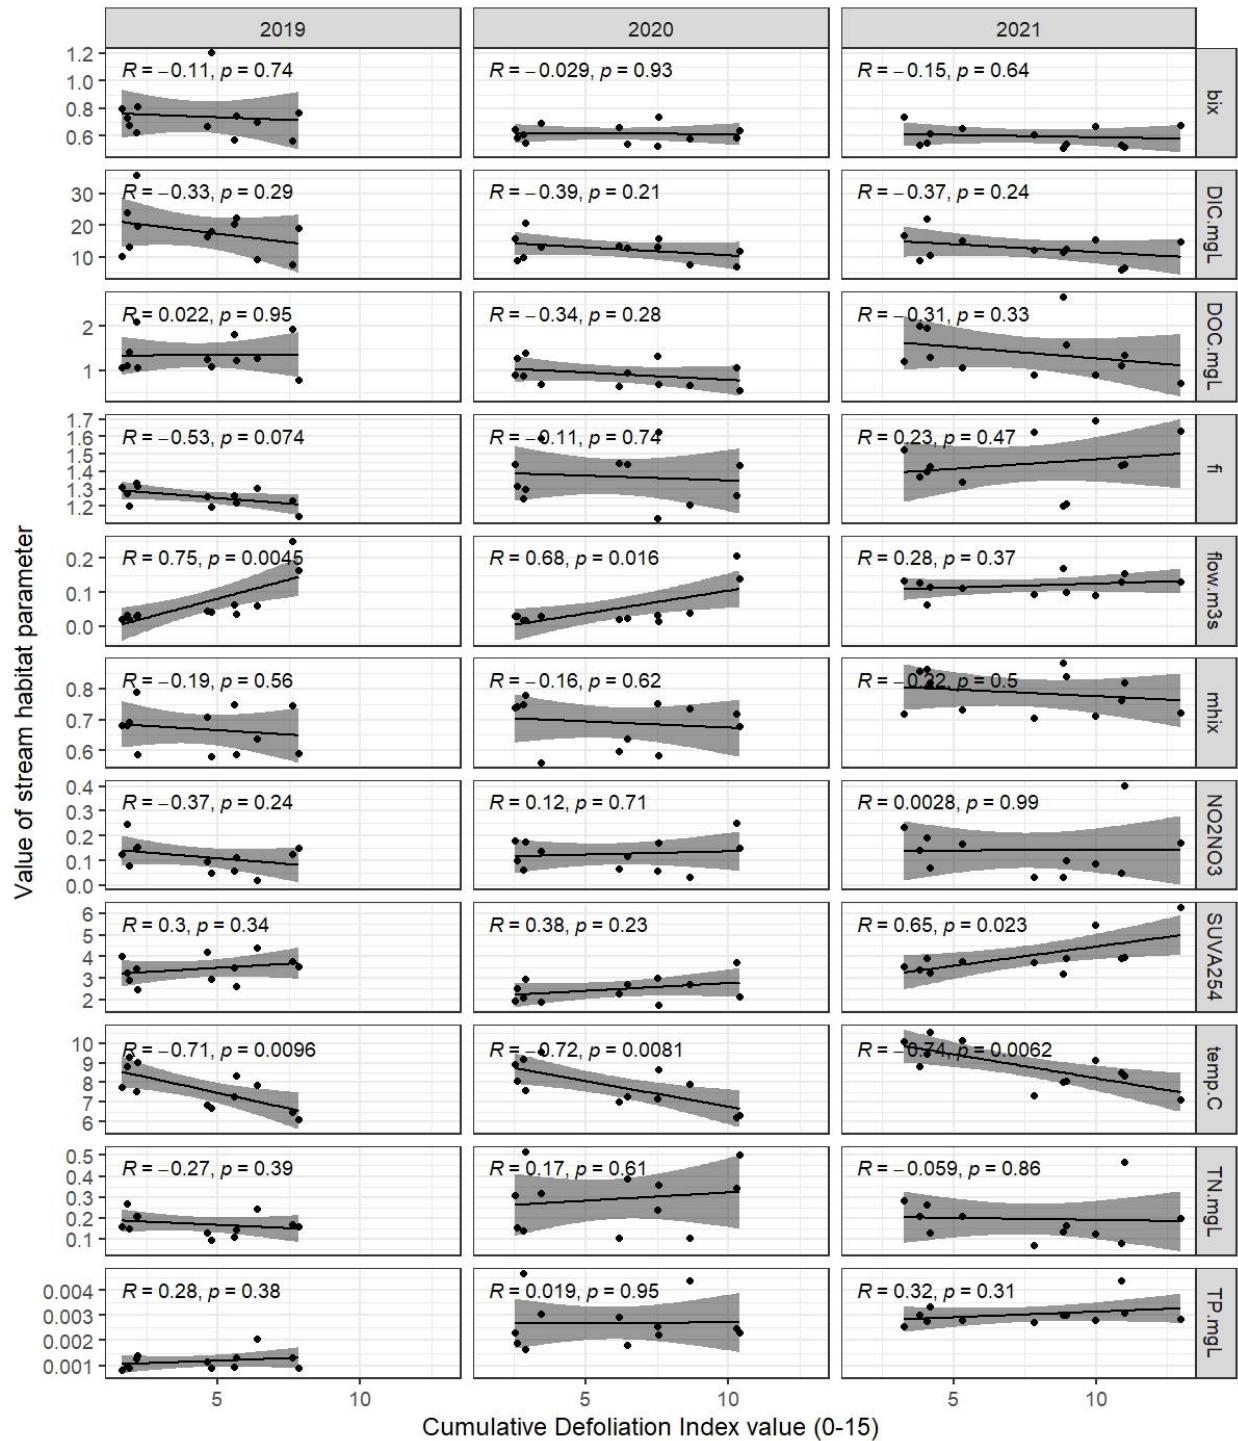 2019 2020 2021
1.2
1.0
0.8
0.6
R = −0.11, p = 0.74 R = −0.029, p = 0.93 R = −0.15, p = 0.64
bix
30
20
10
R = −0.33, p = 0.29 R = −0.39, p = 0.21 R = −0.37, p = 0.24
DIC.mgL
2
1
R = 0.022, p = 0.95 R = −0.34, p = 0.28 R = −0.31, p = 0.33
DOC.mgL
1.7
1.6
1.5
1.4
1.3
1.2
R = −0.53, p = 0.074 R = −0.11, p = 0.74 R = 0.23, p = 0.47
fi
0.2
0.1
0.0
R = 0.75, p = 0.0045 R = 0.68, p = 0.016 R = 0.28, p = 0.37
flow.m3s
0.8
0.7
0.6
R = −0.19, p = 0.56 R = −0.16, p = 0.62 R = −0.22, p = 0.5
mhix
0.4
0.3
0.2
0.1
0.0
R = −0.37, p = 0.24 R = 0.12, p = 0.71 R = 0.0028, p = 0.99
NO2NO3
6
5
4
3
2
R = 0.3, p = 0.34 R = 0.38, p = 0.23 R = 0.65, p = 0.023
SUVA254
10
9
8
7
6
R = −0.71, p = 0.0096 R = −0.72, p = 0.0081 R = −0.74, p = 0.0062
temp.C
0.5
0.4
0.3
0.2
0.1
R = −0.27, p = 0.39 R = 0.17, p = 0.61 R = −0.059, p = 0.86
TN.mgL
0.004
0.003
0.002
0.001
R = 0.28, p = 0.38 R = 0.019, p = 0.95 R = 0.32, p = 0.31
TP.mgL
5 10 5 10 5 10
Cumulative Defoliation Index value (0-15)
Value of stream habitat parameter